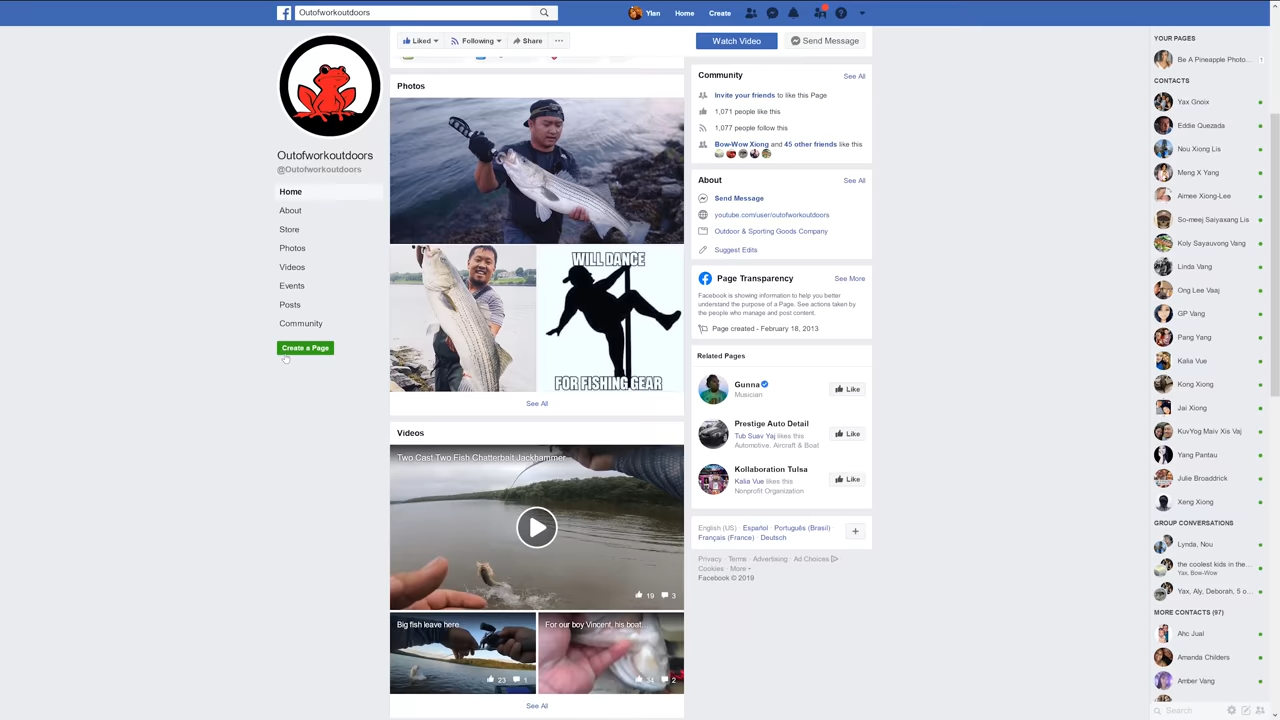 Outofworkoutdoors
Ylan
Home
Create
Liked
Following
Share
Watch Video
Send Message
Outofworkoutdoors
@Outofworkoutdoors
Home
About
Store
Photos
Videos
Events
Posts
Community
Create a Page
Photos
WILL DANCE
FOR FISHING GEAR
See All
Videos
Two Cast Two Fish Chatterbait Jackhammer
19
3
Big fish leave here
23
1
For our boy Vincent, his boat...
34
2
See All
Community
See All
Invite your friends to like this Page
1,071 people like this
1,077 people follow this
Bow-Wow Xiong and 45 other friends like this
About
See All
Send Message
youtube.com/user/outofworkoutdoors
Outdoor & Sporting Goods Company
Suggest Edits
Page Transparency
See More
Facebook is showing information to help you better
understand the purpose of a Page. See actions taken by
the people who manage and post content.
Page created - February 18, 2013
Related Pages
Gunna
Musician
Like
Prestige Auto Detail
Tub Suav Yaj likes this
Automotive, Aircraft & Boat
Like
Kollaboration Tulsa
Kalia Vue likes this
Nonprofit Organization
Like
English (US) · Español · Português (Brasil) ·
Français (France) · Deutsch
Privacy · Terms · Advertising · Ad Choices ·
Cookies · More
Facebook © 2019
YOUR PAGES
Be A Pineapple Photo... 1
CONTACTS
Yax Gnoix
Eddie Quezada
Nou Xiong Lis
Meng X Yang
Aimee Xiong-Lee
So-meej Saiyaxang Lis
Koly Sayauvong Vang
Linda Vang
Ong Lee Vaaj
GP Vang
Pang Yang
Kalia Vue
Kong Xiong
Jai Xiong
KuvYog Maiv Xis Vaj
Yang Pantau
Julie Broaddrick
Xeng Xiong
GROUP CONVERSATIONS
Lynda, Nou
the coolest kids in the...
Yax, Bow-Wow
Yax, Aly, Deborah, 5 o...
MORE CONTACTS (97)
Ahc Jual
Amanda Childers
Amber Vang
Search